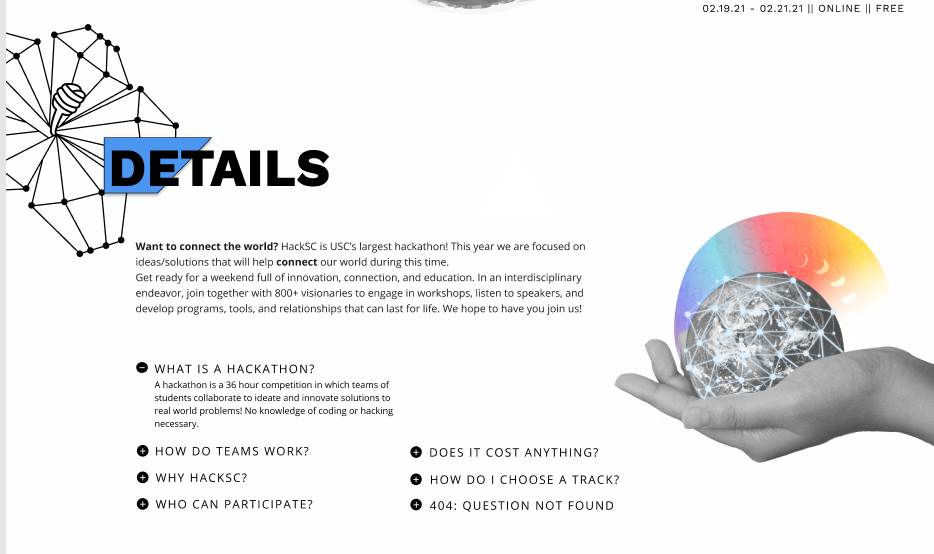 02.19.21 - 02.21.21 || ONLINE || FREE
DETAILS
Want to connect the world? HackSC is USC's largest hackathon! This year we are focused on
ideas/solutions that will help connect our world during this time.
Get ready for a weekend full of innovation, connection, and education. In an interdisciplinary
endeavor, join together with 800+ visionaries to engage in workshops, listen to speakers, and
develop programs, tools, and relationships that can last for life. We hope to have you join us!
WHAT IS A HACKATHON?
A hackathon is a 36 hour competition in which teams of
students collaborate to ideate and innovate solutions to
real world problems! No knowledge of coding or hacking
necessary.
HOW DO TEAMS WORK?
WHY HACKSC?
WHO CAN PARTICIPATE?
DOES IT COST ANYTHING?
HOW DO I CHOOSE A TRACK?
404: QUESTION NOT FOUND